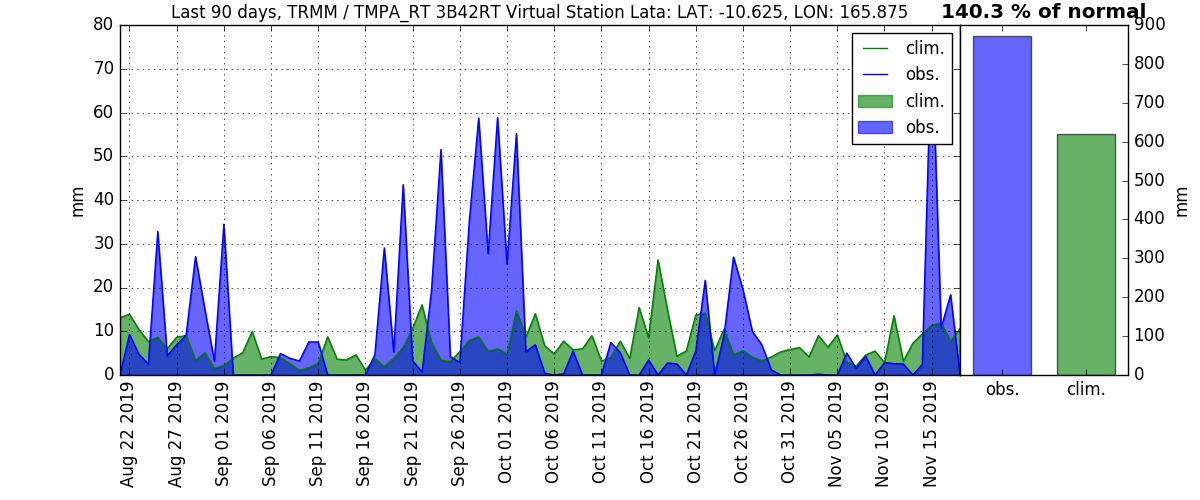 Last 90 days, TRMM / TMPA_RT 3B42RT Virtual Station Lata: LAT: -10.625, LON: 165.875
140.3 % of normal
80
70
60
50
40
30
20
10
0
mm
clim.
obs.
clim.
obs.
900
800
700
600
500
400
300
200
100
0
mm
obs.
clim.
Aug 22 2019
Aug 27 2019
Sep 01 2019
Sep 06 2019
Sep 11 2019
Sep 16 2019
Sep 21 2019
Sep 26 2019
Oct 01 2019
Oct 06 2019
Oct 11 2019
Oct 16 2019
Oct 21 2019
Oct 26 2019
Oct 31 2019
Nov 05 2019
Nov 10 2019
Nov 15 2019